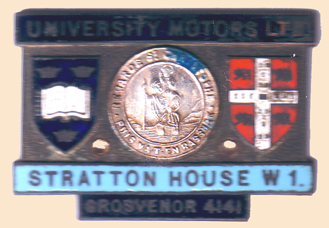 UNIVERSITY MOTORS LTD
STRATTON HOUSE W1.
GROSVENOR 4141